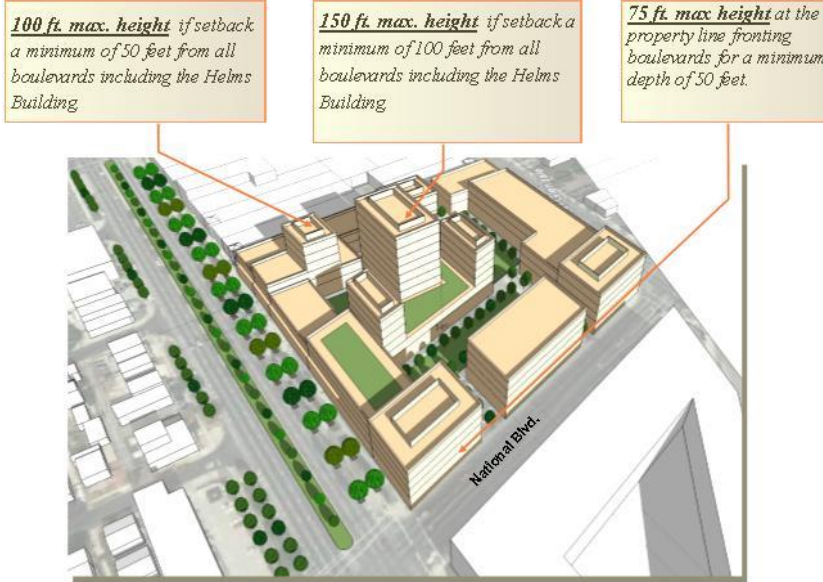 100 ft. max. height if setback
a minimum of 50 feet from all
boulevards including the Helms
Building
150 ft. max. height if setback a
minimum of 100 feet from all
boulevards including the Helms
Building
75 ft. max height at the
property line fronting
boulevards for a minimum
depth of 50 feet.
National Blvd.